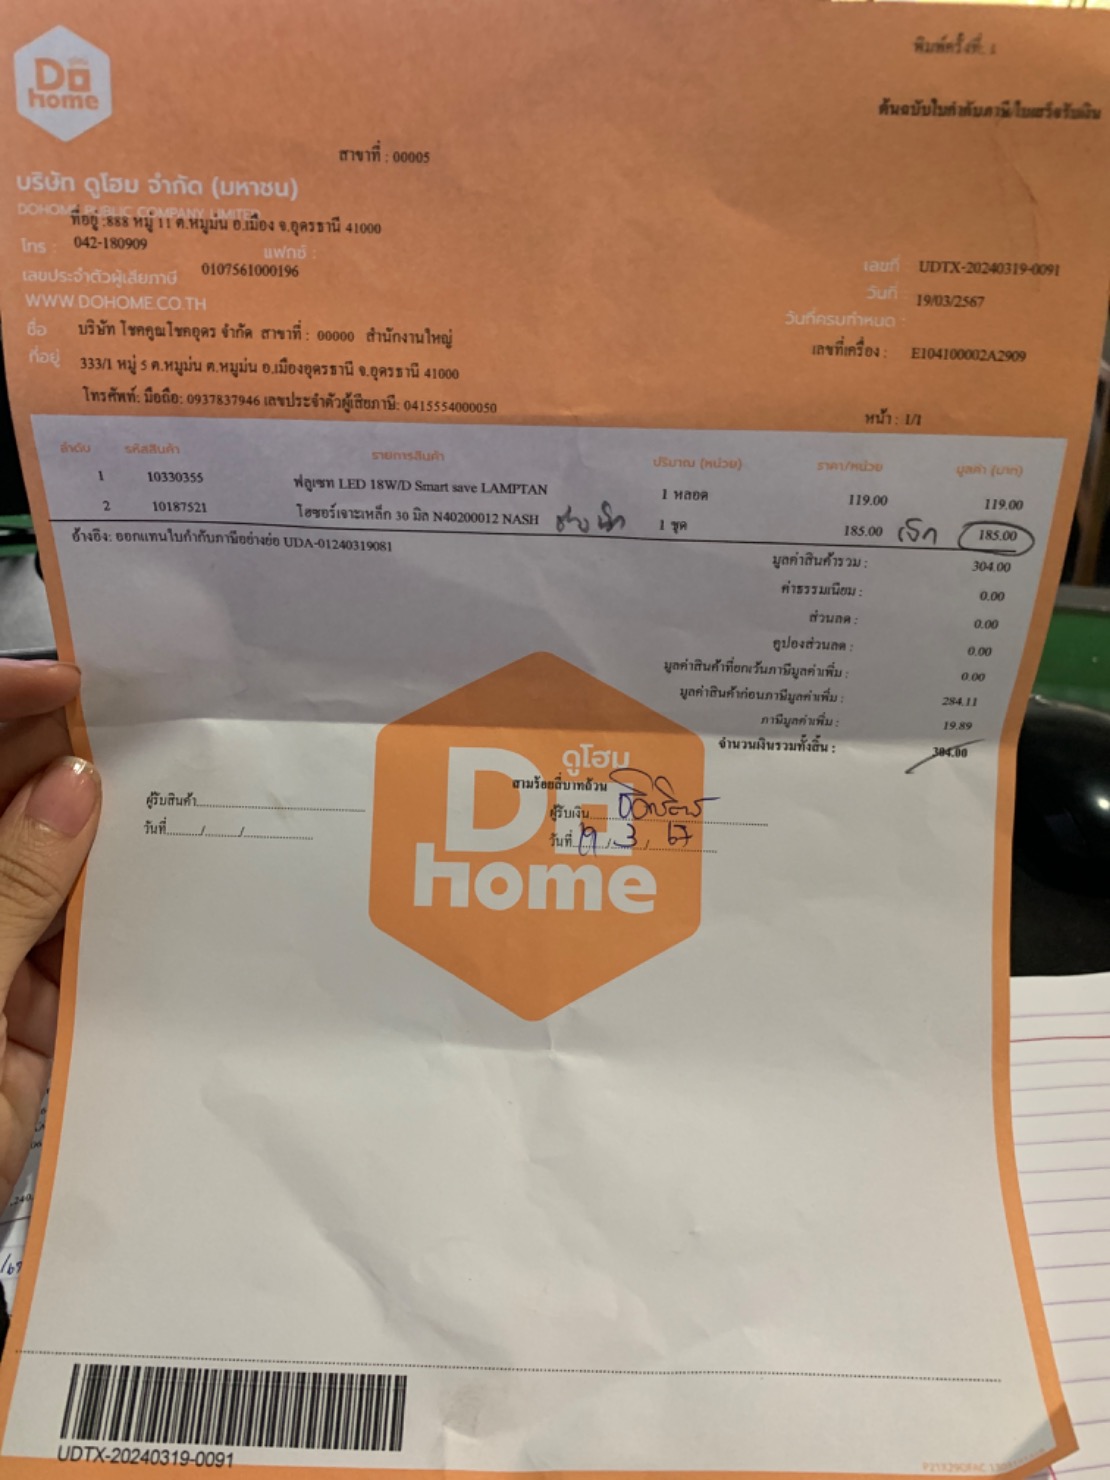 ดูโฮม
Do
home
พิมพ์ครั้งที่: 1
ต้นฉบับใบกำกับภาษี/ใบเสร็จรับเงิน
สาขาที่ : 00005
บริษัท ดูโฮม จำกัด (มหาชน)
DOHOME PUBLIC COMPANY LIMITED
ที่อยู่ :888 หมู่ 11 ต.หมูม่น อ.เมือง จ.อุดรธานี 41000
โทร : 042-180909 แฟกซ์ :
เลขประจำตัวผู้เสียภาษี 0107561000196
WWW.DOHOME.CO.TH
เลขที่ UDTX-20240319-0091
วันที่ : 19/03/2567
วันที่ครบกำหนด :
เลขที่เครื่อง : E104100002A2909
ชื่อ บริษัท โชคคูณโชคอุดร จำกัด สาขาที่ : 00000 สำนักงานใหญ่
ที่อยู่ 333/1 หมู่ 5 ต.หมูม่น ต.หมูม่น อ.เมืองอุดรธานี จ.อุดรธานี 41000
โทรศัพท์: มือถือ: 0937837946 เลขประจำตัวผู้เสียภาษี: 0415554000050
หน้า : 1/1
ลำดับ รหัสสินค้า รายการสินค้า ปริมาณ (หน่วย) ราคา/หน่วย มูลค่า (บาท)
1 10330355 ฟลูเซท LED 18W/D Smart save LAMPTAN 1 หลอด 119.00 119.00
2 10187521 โฮซอร์เจาะเหล็ก 30 มิล N40200012 NASH 1 ชุด 185.00 185.00
อ้างอิง: ออกแทนใบกำกับภาษีอย่างย่อ UDA-01240319081
มูลค่าสินค้ารวม : 304.00
ค่าธรรมเนียม : 0.00
ส่วนลด : 0.00
คูปองส่วนลด : 0.00
มูลค่าสินค้าที่ยกเว้นภาษีมูลค่าเพิ่ม : 0.00
มูลค่าสินค้าก่อนภาษีมูลค่าเพิ่ม : 284.11
ภาษีมูลค่าเพิ่ม : 19.89
จำนวนเงินรวมทั้งสิ้น : 304.00
ดูโฮม
Do
home
สามร้อยสี่บาทถ้วน
ผู้รับสินค้า
วันที่ / /
ผู้รับเงิน
วันที่ 19 / 3 / 67
UDTX-20240319-0091